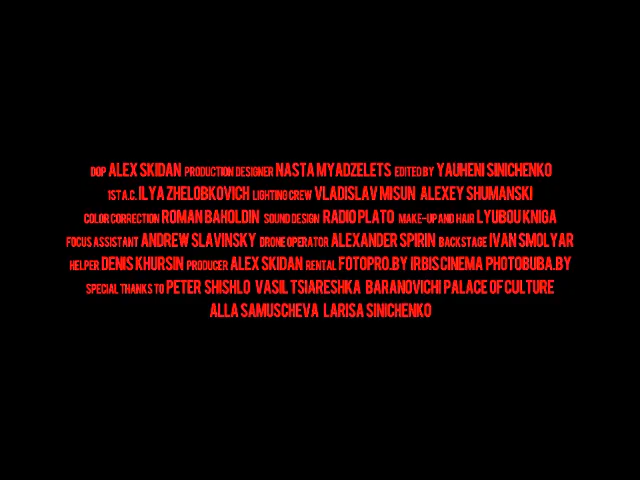 DOP ALEX SKIDAN PRODUCTION DESIGNER NASTA MYADZELETS EDITED BY YAUHENI SINICHENKO
1ST A.C. ILYA ZHELOBKOVICH LIGHTING CREW VLADISLAV MISUN ALEXEY SHUMANSKI
COLOR CORRECTION ROMAN BAHOLDIN SOUND DESIGN RADIO PLATO MAKE-UP AND HAIR LYUBOU KNIGA
FOCUS ASSISTANT ANDREW SLAVINSKY DRONE OPERATOR ALEXANDER SPIRIN BACKSTAGE IVAN SMOLYAR
HELPER DENIS KHURSIN PRODUCER ALEX SKIDAN RENTAL FOTOPRO.BY IRBIS CINEMA PHOTOBUBA.BY
SPECIAL THANKS TO PETER SHISHLO VASIL TSIARESHKA BARANOVICHI PALACE OF CULTURE
ALLA SAMUSCHEVA LARISA SINICHENKO